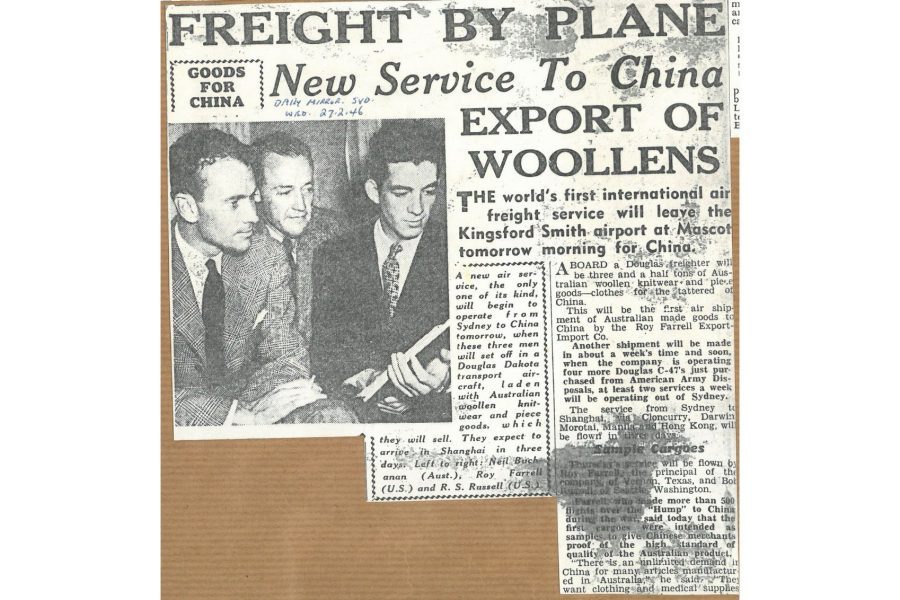 FREIGHT BY PLANE
GOODS
FOR
CHINA
New Service To China
DAILY MIRROR. SYD.
WED. 27-2-46
EXPORT OF
WOOLLENS
THE world's first international air
freight service will leave the
Kingsford Smith airport at Mascot
tomorrow morning for China.
A new air ser-
vice, the only
one of its kind,
will begin to
operate from
Sydney to China
tomorrow, when
these three men
will set off in a
Douglas Dakota
transport air-
craft, laden
with Australian
woollen knit-
wear and piece
goods, which
they will sell. They expect to
arrive in Shanghai in three
days. Left to right: Neil Buch-
anan (Aust.), Roy Farrell
(U.S.) and R. S. Russell (U.S.).
ABOARD a Douglas freighter will
be three and a half tons of Aus-
tralian woollen knitwear and piece
goods—clothes for the tattered of
China.
This will be the first air ship-
ment of Australian made goods to
China by the Roy Farrell Export-
Import Co.
Another shipment will be made
in about a week's time and soon,
when the company is operating
four more Douglas C-47's just pur-
chased from American Army Dis-
posals, at least two services a week
will be operating out of Sydney.
The service from Sydney to
Shanghai, via Cloncurry, Darwin
Morotai, Manila and Hong Kong, will
be flown in three days.
Sample Cargoes
Thursday's service will be flown by
Roy Farrell, the principal of the
company, of Vernon, Texas, and Bob
Russell, of Seattle, Washington.
Farrell, who made more than 500
flights over the "Hump" to China
during the war, said today that the
first cargoes were intended as
samples to give Chinese merchants
proof of the high standard of
quality of the Australian product.
"There is an unlimited demand in
China for many articles manufactur-
ed in Australia," he said. "They
want clothing and medical supplies